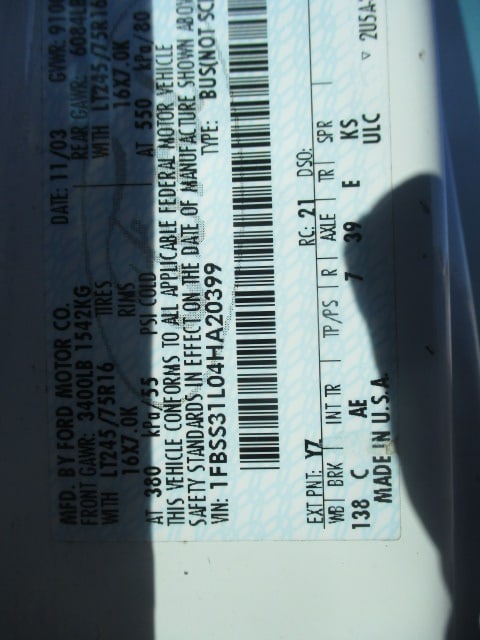 MFD. BY FORD MOTOR CO. DATE: 11/03 GVWR: 910
FRONT GAWR: 3400LB 1542KG REAR GAWR: 6084LB
WITH LT245/75R16 TIRES WITH LT245/75R16
16X7.0K RIMS 16X7.0K
AT 380 kPa/55 PSI COLD AT 550 kPa/80
THIS VEHICLE CONFORMS TO ALL APPLICABLE FEDERAL MOTOR VEHICLE
SAFETY STANDARDS IN EFFECT ON THE DATE OF MANUFACTURE SHOWN ABOV
VIN: 1FBSS31L04HA20399 TYPE: BUS(NOT-SC
EXT PNT: YZ RC: 21 DSO:
WB BRK INT TR TP/PS R AXLE TR SPR
138 C AE 7 39 E KS
MADE IN U.S.A. ULC ▽ 2U5A